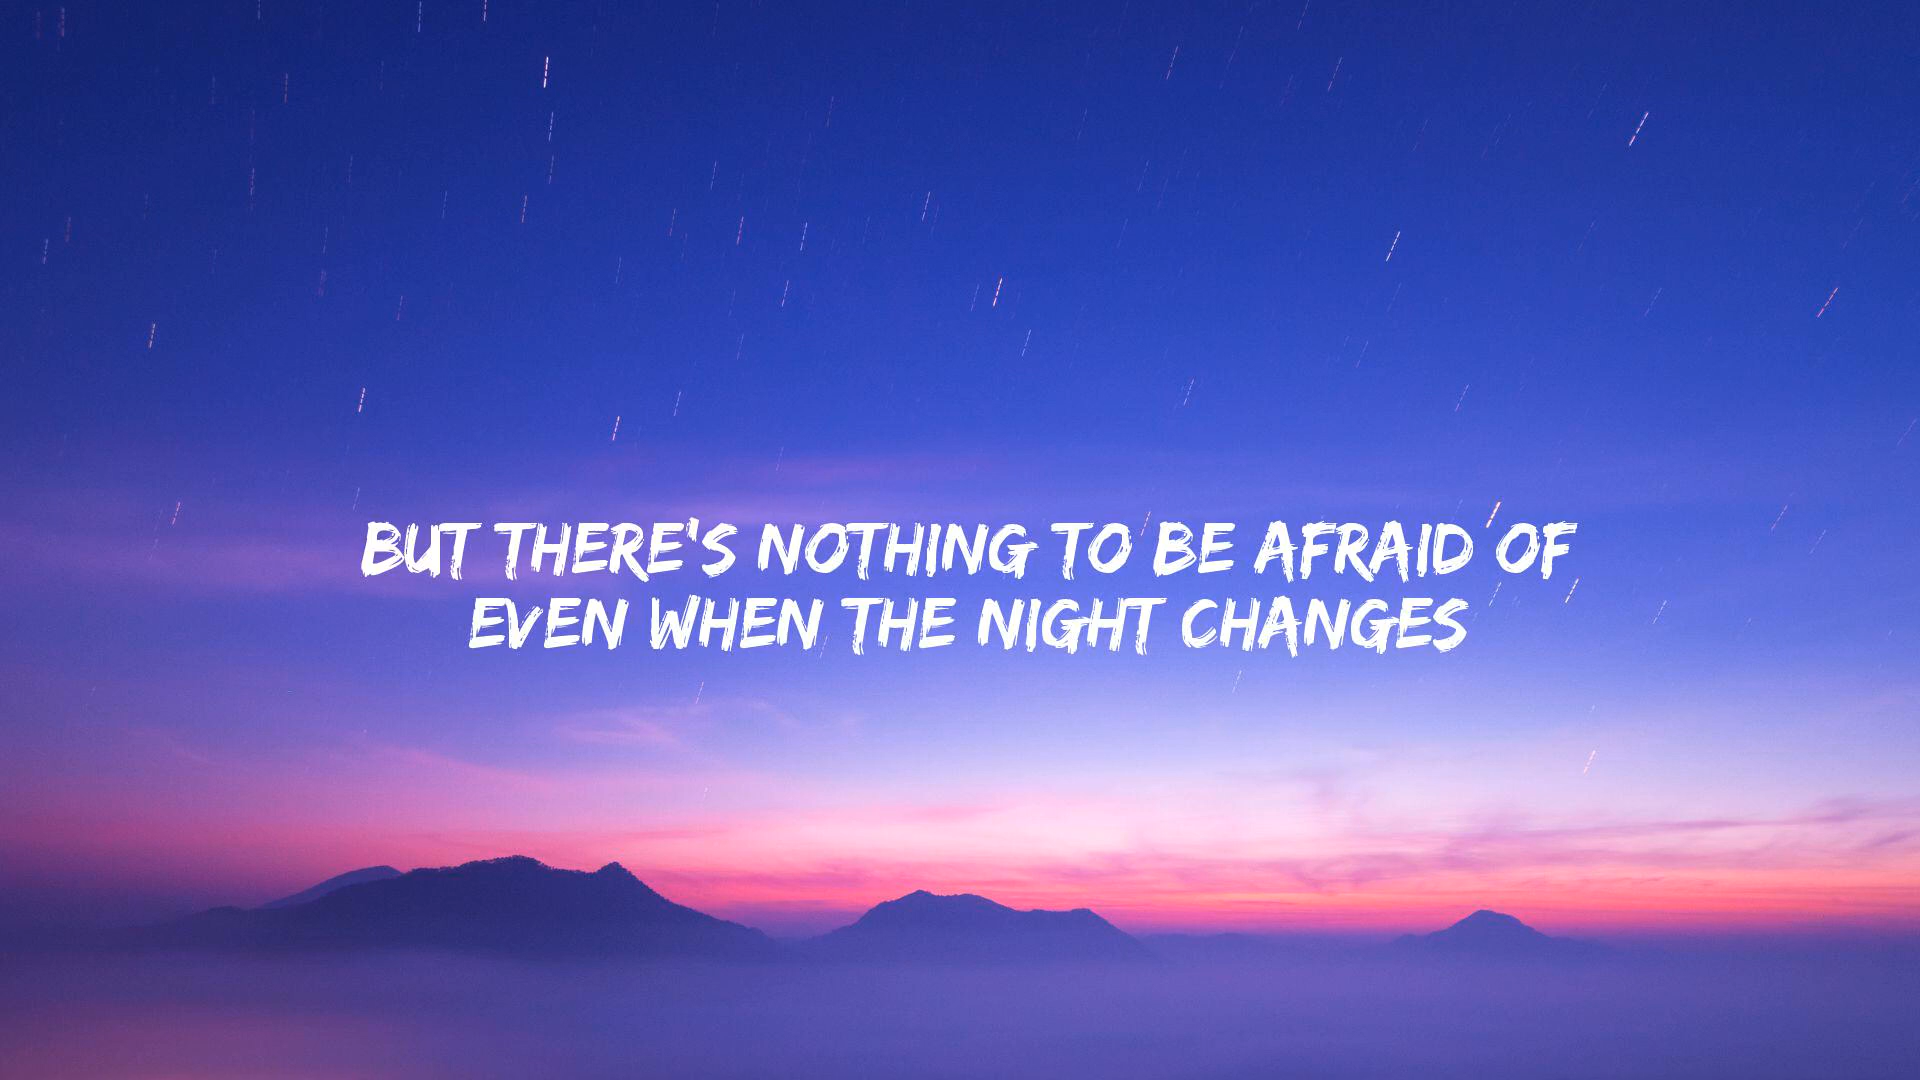 BUT THERE'S NOTHING TO BE AFRAID OF
EVEN WHEN THE NIGHT CHANGES